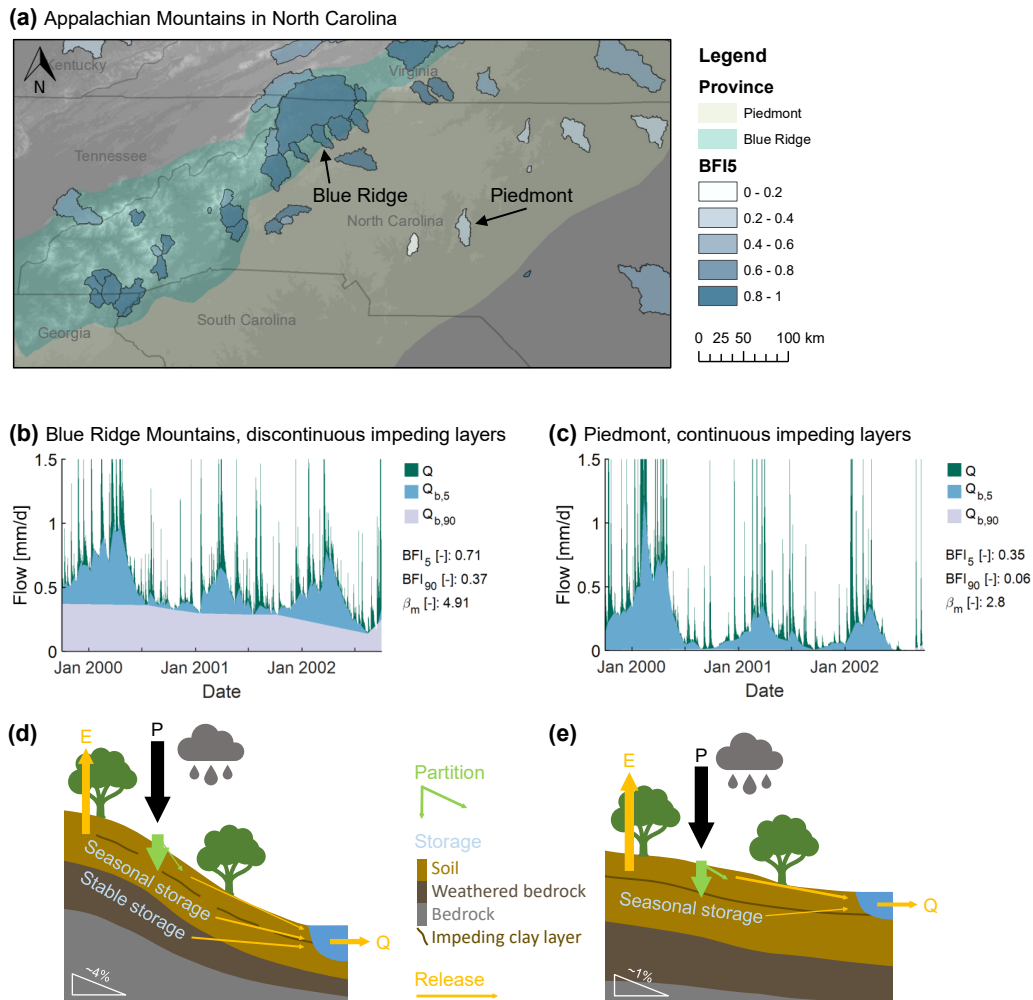 (a) Appalachian Mountains in North Carolina
N
Kentucky
Virginia
Tennessee
Blue Ridge
Piedmont
North Carolina
South Carolina
Georgia
Legend
Province
Piedmont
Blue Ridge
BFI5
0 - 0.2
0.2 - 0.4
0.4 - 0.6
0.6 - 0.8
0.8 - 1
0 25 50 100 km
(b) Blue Ridge Mountains, discontinuous impeding layers
1.5
1
0.5
0
Flow [mm/d]
Jan 2000 Jan 2001 Jan 2002
Date
Q
Qb,5
Qb,90
BFI5 [-]: 0.71
BFI90 [-]: 0.37
βm [-]: 4.91
(c) Piedmont, continuous impeding layers
1.5
1
0.5
0
Flow [mm/d]
Jan 2000 Jan 2001 Jan 2002
Date
Q
Qb,5
Qb,90
BFI5 [-]: 0.35
BFI90 [-]: 0.06
βm [-]: 2.8
(d)
E
P
Seasonal storage
Stable storage
Q
~4%
Partition
Storage
Soil
Weathered bedrock
Bedrock
Impeding clay layer
Release
(e)
E
P
Seasonal storage
Q
~1%